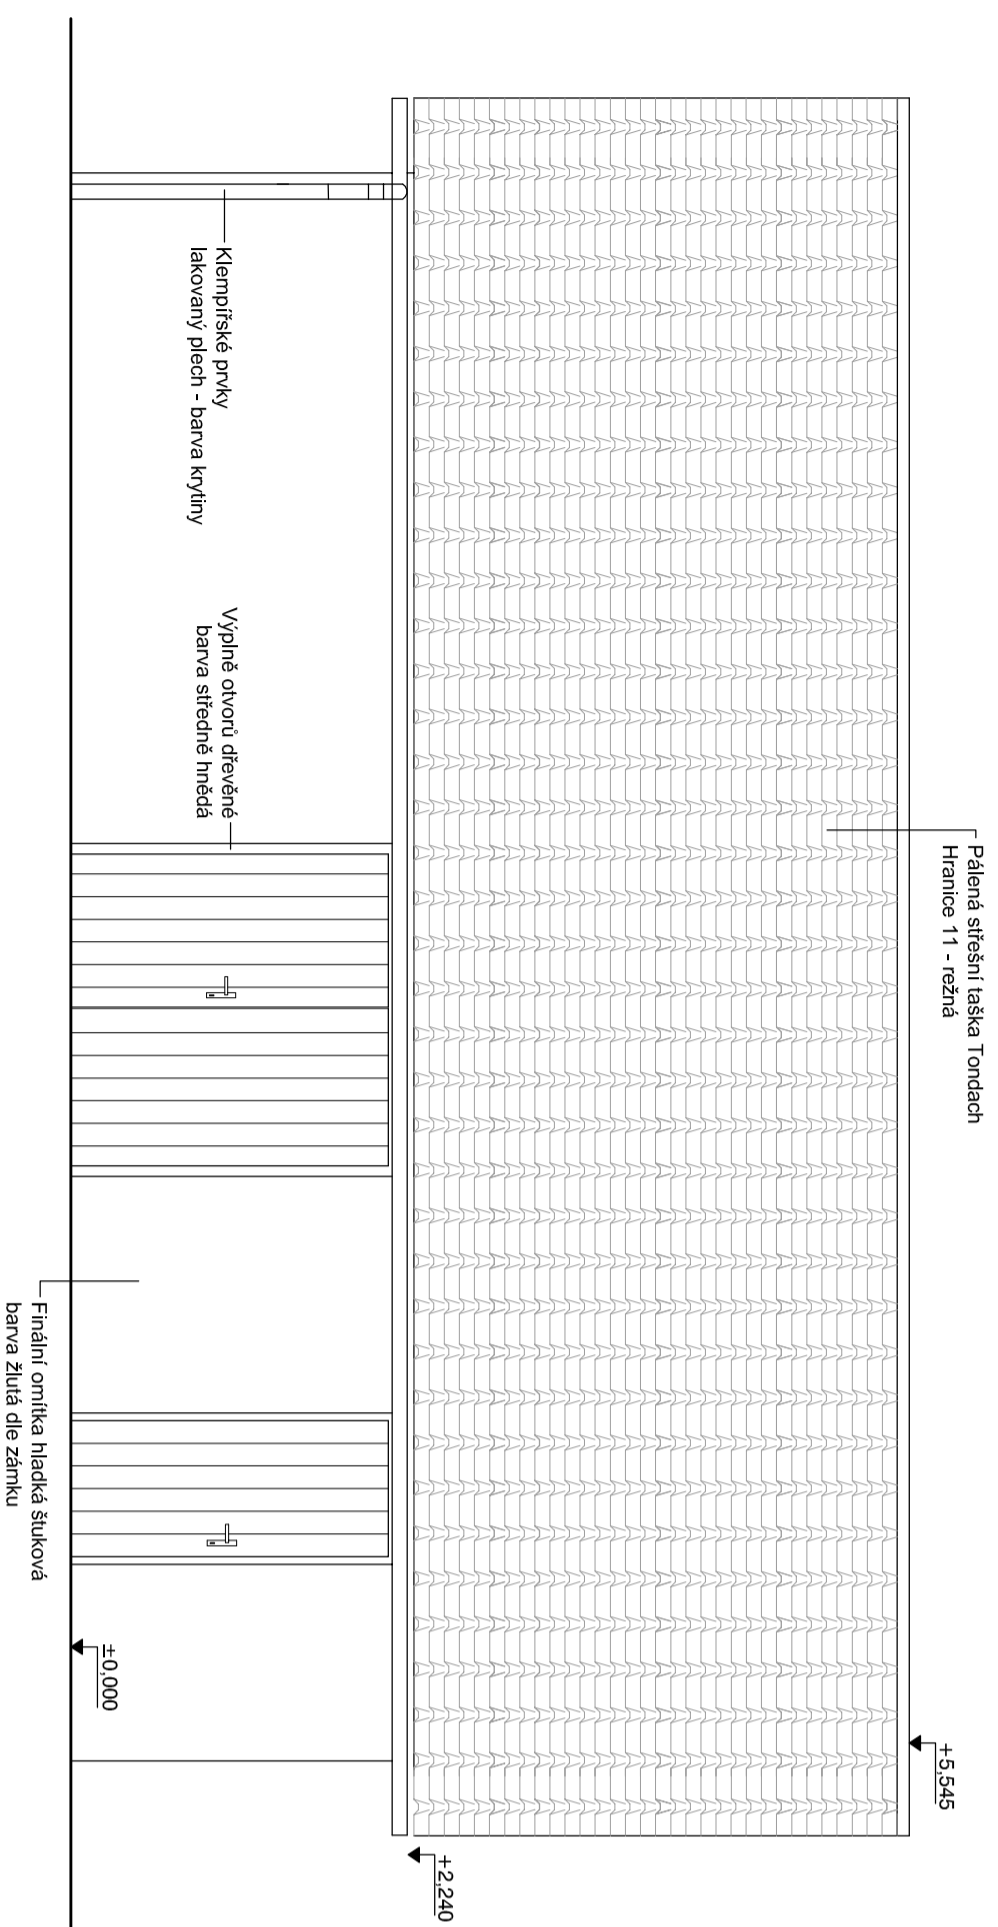 Pálená střešní taška Tondach
Hranice 11 - režná
+5,545
+2,240
Klempířské prvky
lakovaný plech - barva krytiny
Výplně otvorů dřevěné
barva středně hnědá
±0,000
Finální omítka hladká štuková
barva žlutá dle zámku